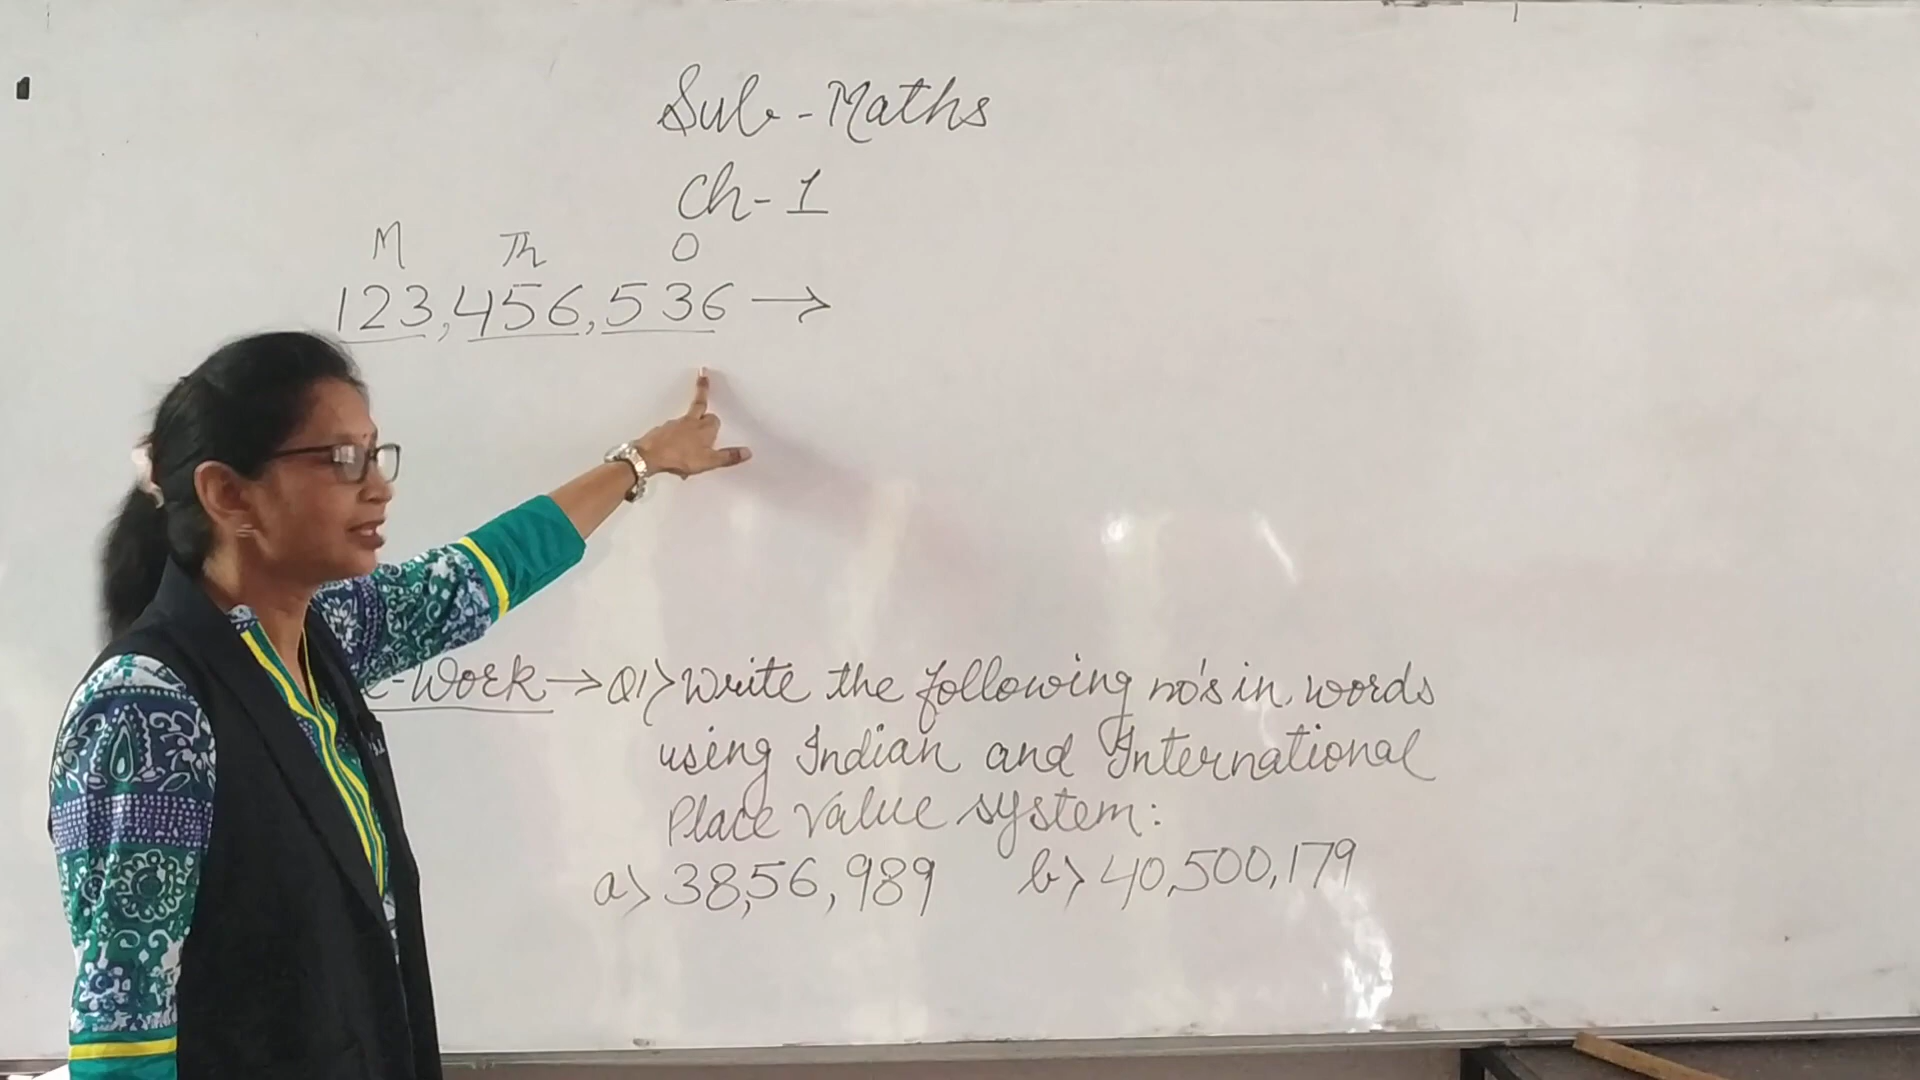 Sub-Maths
Ch-1
M Th O
123,456,536 →
-Work → Q1> Write the following no's in words
using Indian and International
Place value system:
a> 38,56,989 b> 40,500,179